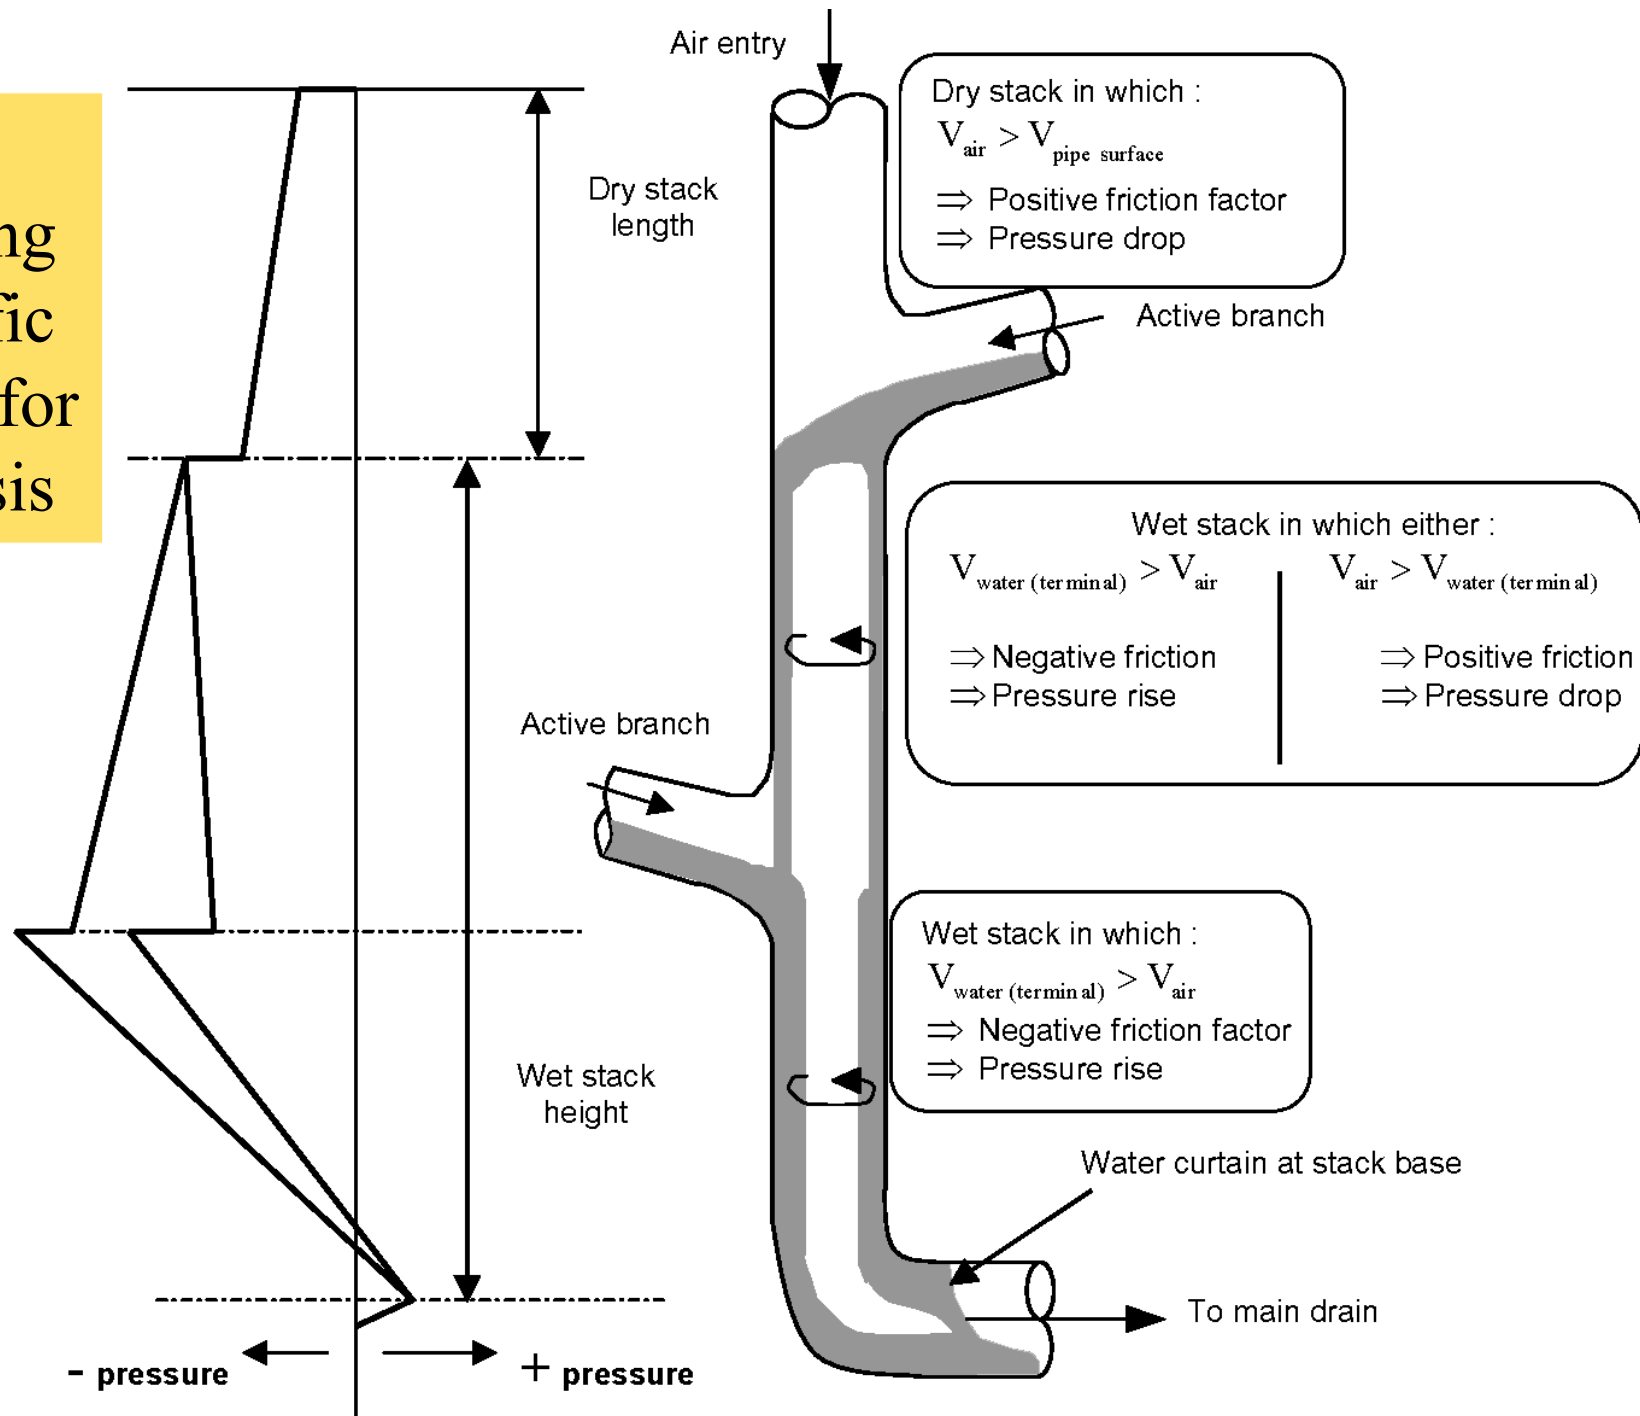 Air entry
Dry stack in which :
V air > V pipe surface
⇒ Positive friction factor
⇒ Pressure drop
Dry stack
length
Active branch
for
Wet stack in which either :
V water (terminal) > V air
V air > V water (terminal)
⇒ Negative friction
⇒ Pressure rise
⇒ Positive friction
⇒ Pressure drop
Active branch
Wet stack in which :
V water (terminal) > V air
⇒ Negative friction factor
⇒ Pressure rise
Wet stack
height
Water curtain at stack base
To main drain
- pressure
+ pressure